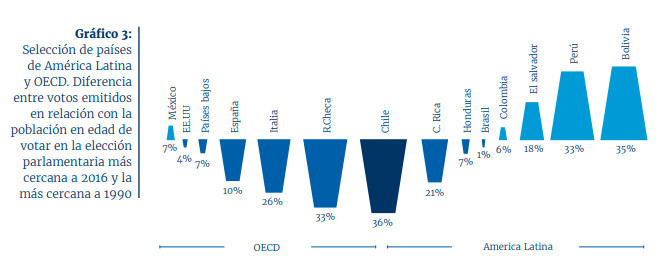 Gráfico 3:
Selección de países
de América Latina
y OECD. Diferencia
entre votos emitidos
en relación con la
población en edad de
votar en la elección
parlamentaria más
cercana a 2016 y la
más cercana a 1990
México
7%
EE.UU
4%
Países bajos
7%
España
10%
Italia
26%
R.Checa
33%
Chile
36%
C. Rica
21%
Honduras
7%
Brasil
1%
Colombia
6%
El salvador
18%
Perú
33%
Bolivia
35%
OECD
America Latina